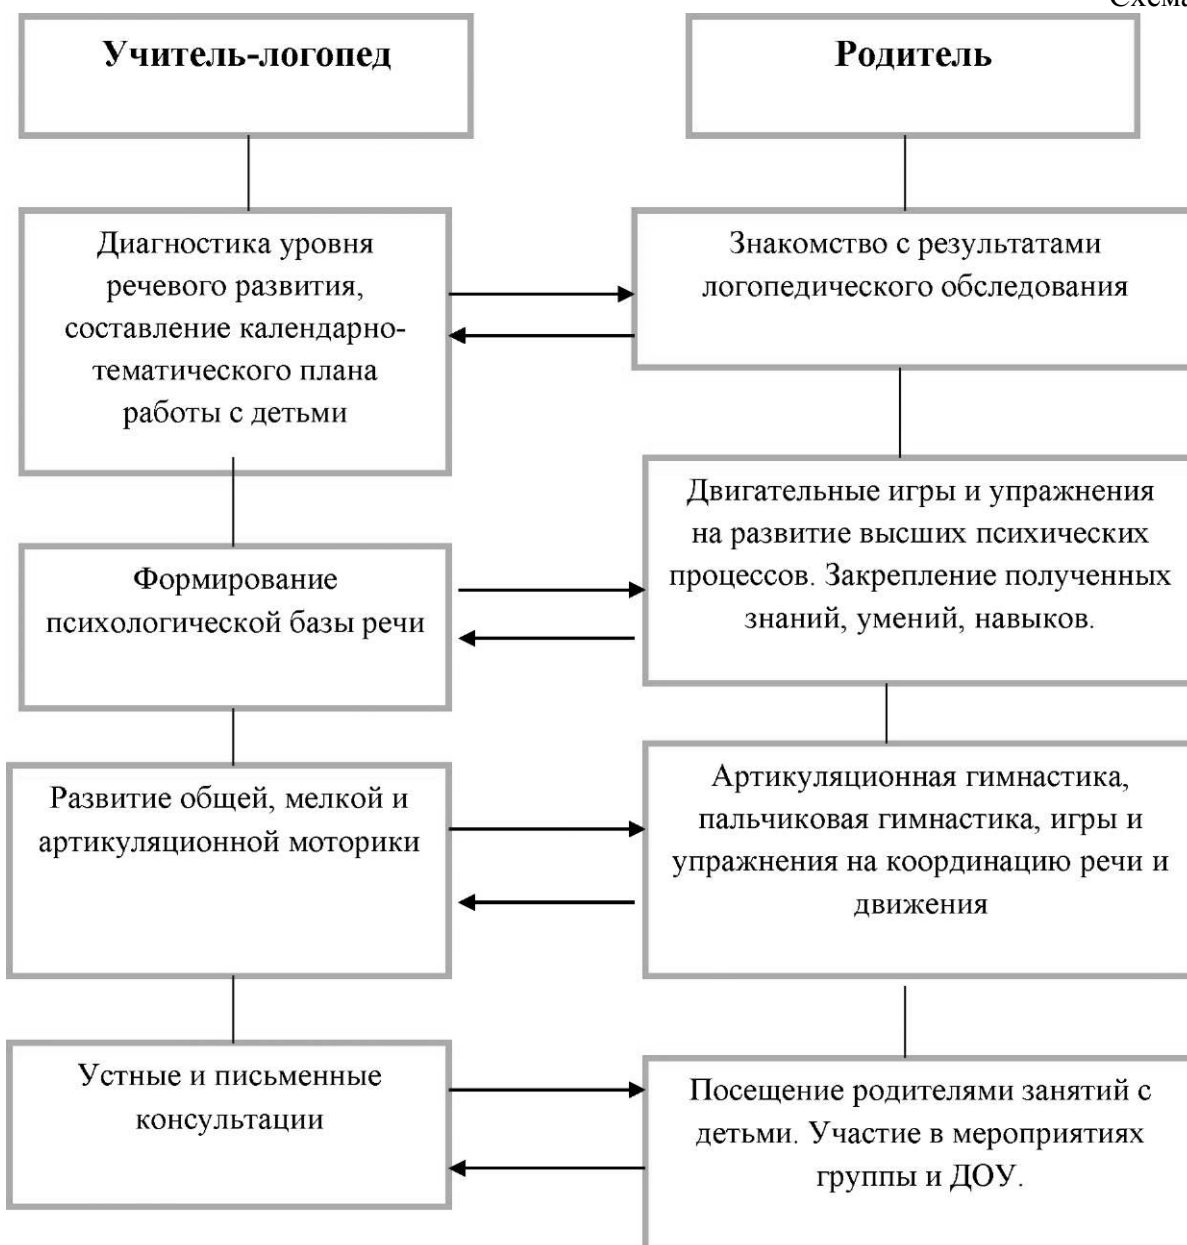 Схема
Учитель-логопед
Родитель
Диагностика уровня
речевого развития,
составление календарно-
тематического плана
работы с детьми
Знакомство с результатами
логопедического обследования
Формирование
психологической базы речи
Двигательные игры и упражнения
на развитие высших психических
процессов. Закрепление полученных
знаний, умений, навыков.
Развитие общей, мелкой и
артикуляционной моторики
Артикуляционная гимнастика,
пальчиковая гимнастика, игры и
упражнения на координацию речи и
движения
Устные и письменные
консультации
Посещение родителями занятий с
детьми. Участие в мероприятиях
группы и ДОУ.